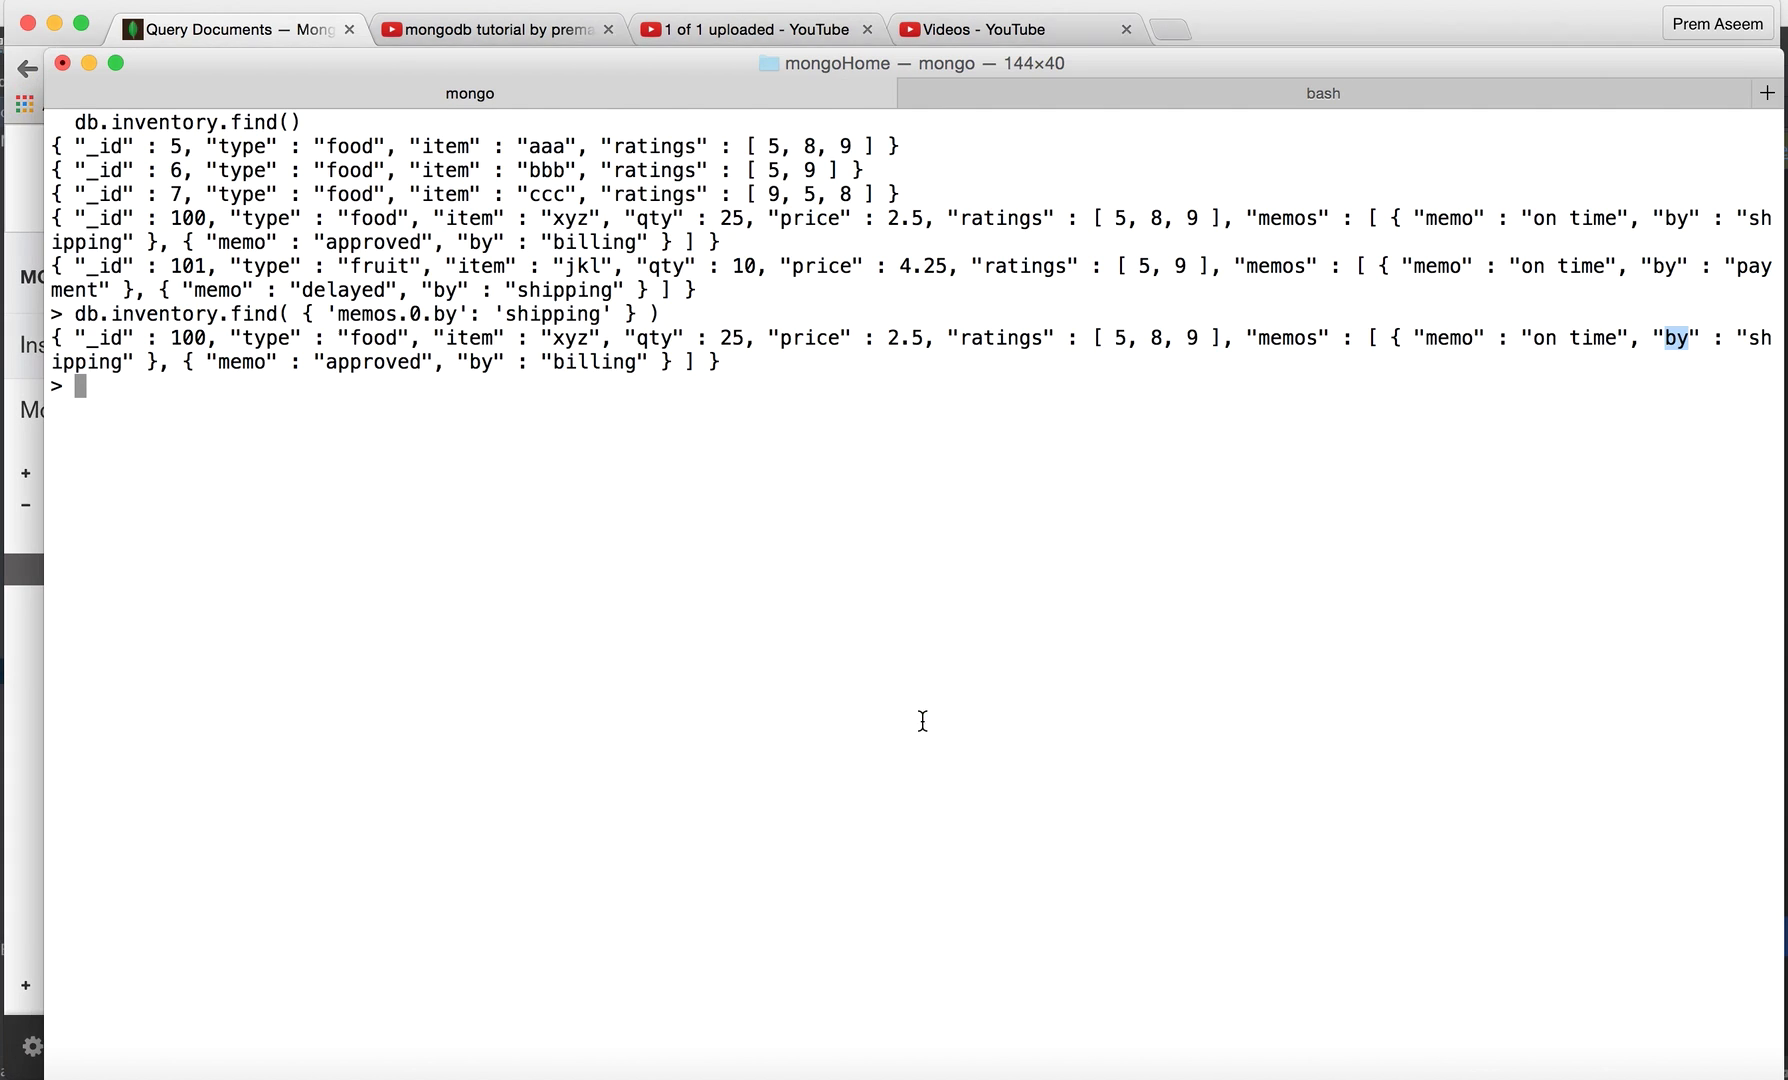 Query Documents — Mong
mongodb tutorial by prema
1 of 1 uploaded - YouTube
Videos - YouTube
Prem Aseem
mongoHome — mongo — 144×40
mongo
bash
+
db.inventory.find()
{ "_id" : 5, "type" : "food", "item" : "aaa", "ratings" : [ 5, 8, 9 ] }
{ "_id" : 6, "type" : "food", "item" : "bbb", "ratings" : [ 5, 9 ] }
{ "_id" : 7, "type" : "food", "item" : "ccc", "ratings" : [ 9, 5, 8 ] }
{ "_id" : 100, "type" : "food", "item" : "xyz", "qty" : 25, "price" : 2.5, "ratings" : [ 5, 8, 9 ], "memos" : [ { "memo" : "on time", "by" : "sh
ipping" }, { "memo" : "approved", "by" : "billing" } ] }
{ "_id" : 101, "type" : "fruit", "item" : "jkl", "qty" : 10, "price" : 4.25, "ratings" : [ 5, 9 ], "memos" : [ { "memo" : "on time", "by" : "pay
ment" }, { "memo" : "delayed", "by" : "shipping" } ] }
> db.inventory.find( { 'memos.0.by': 'shipping' } )
{ "_id" : 100, "type" : "food", "item" : "xyz", "qty" : 25, "price" : 2.5, "ratings" : [ 5, 8, 9 ], "memos" : [ { "memo" : "on time", "by" : "sh
ipping" }, { "memo" : "approved", "by" : "billing" } ] }
>
Ins
+
-
+